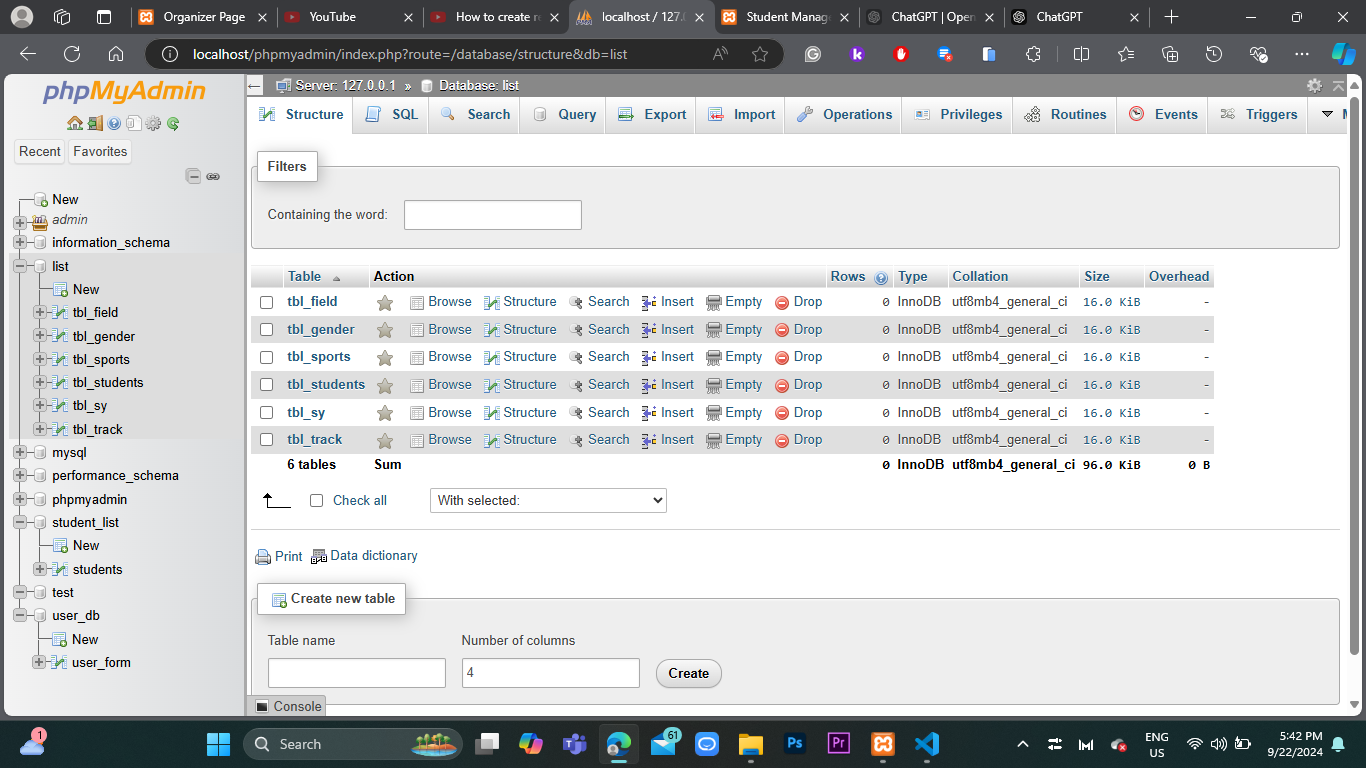 Organizer Page
YouTube
How to create re
localhost / 127.0
Student Manag
ChatGPT | Open
ChatGPT
localhost/phpmyadmin/index.php?route=/database/structure&db=list
phpMyAdmin
Recent Favorites
New
admin
information_schema
list
New
tbl_field
tbl_gender
tbl_sports
tbl_students
tbl_sy
tbl_track
mysql
performance_schema
phpmyadmin
student_list
New
students
test
user_db
New
user_form
Server: 127.0.0.1 » Database: list
Structure SQL Search Query Export Import Operations Privileges Routines Events Triggers
Filters
Containing the word:
Table Action Rows Type Collation Size Overhead
tbl_field Browse Structure Search Insert Empty Drop 0 InnoDB utf8mb4_general_ci 16.0 KiB -
tbl_gender Browse Structure Search Insert Empty Drop 0 InnoDB utf8mb4_general_ci 16.0 KiB -
tbl_sports Browse Structure Search Insert Empty Drop 0 InnoDB utf8mb4_general_ci 16.0 KiB -
tbl_students Browse Structure Search Insert Empty Drop 0 InnoDB utf8mb4_general_ci 16.0 KiB -
tbl_sy Browse Structure Search Insert Empty Drop 0 InnoDB utf8mb4_general_ci 16.0 KiB -
tbl_track Browse Structure Search Insert Empty Drop 0 InnoDB utf8mb4_general_ci 16.0 KiB -
6 tables Sum 0 InnoDB utf8mb4_general_ci 96.0 KiB 0 B
Check all With selected:
Print Data dictionary
Create new table
Table name Number of columns
4 Create
Console
1
Search
61
Ps
Pr
ENG
US
5:42 PM
9/22/2024